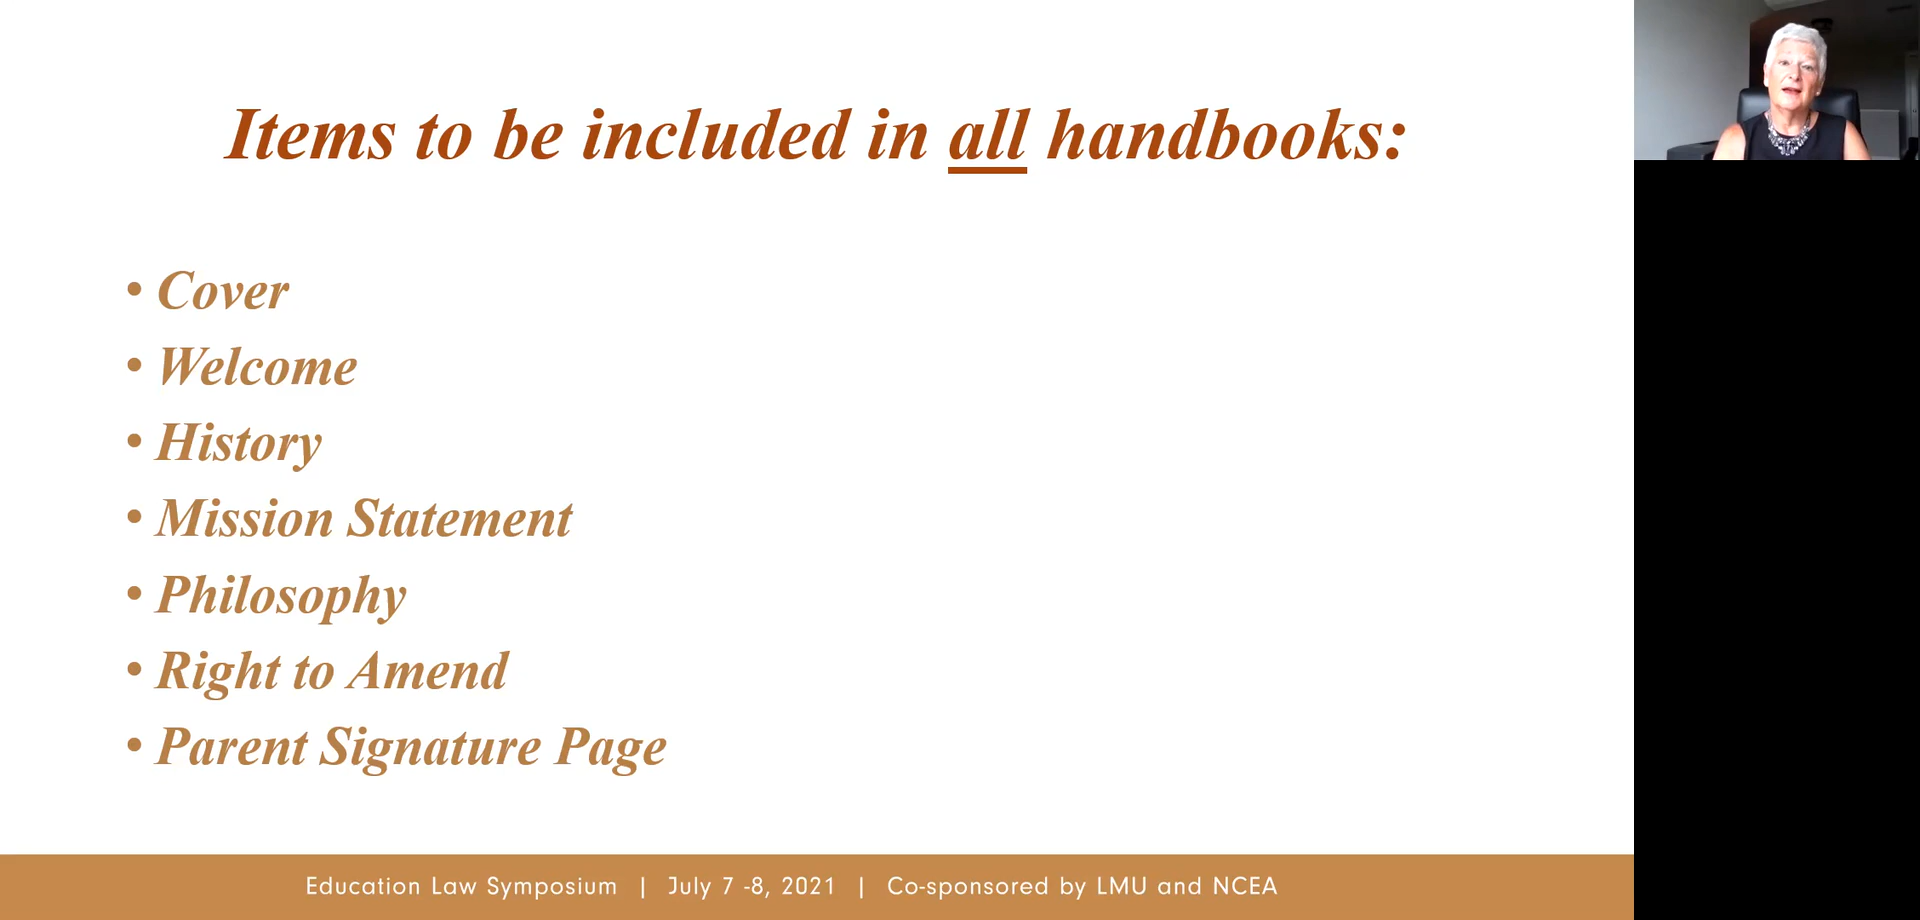 Items to be included in all handbooks:
• Cover
• Welcome
• History
• Mission Statement
• Philosophy
• Right to Amend
• Parent Signature Page
Education Law Symposium | July 7 -8, 2021 | Co-sponsored by LMU and NCEA